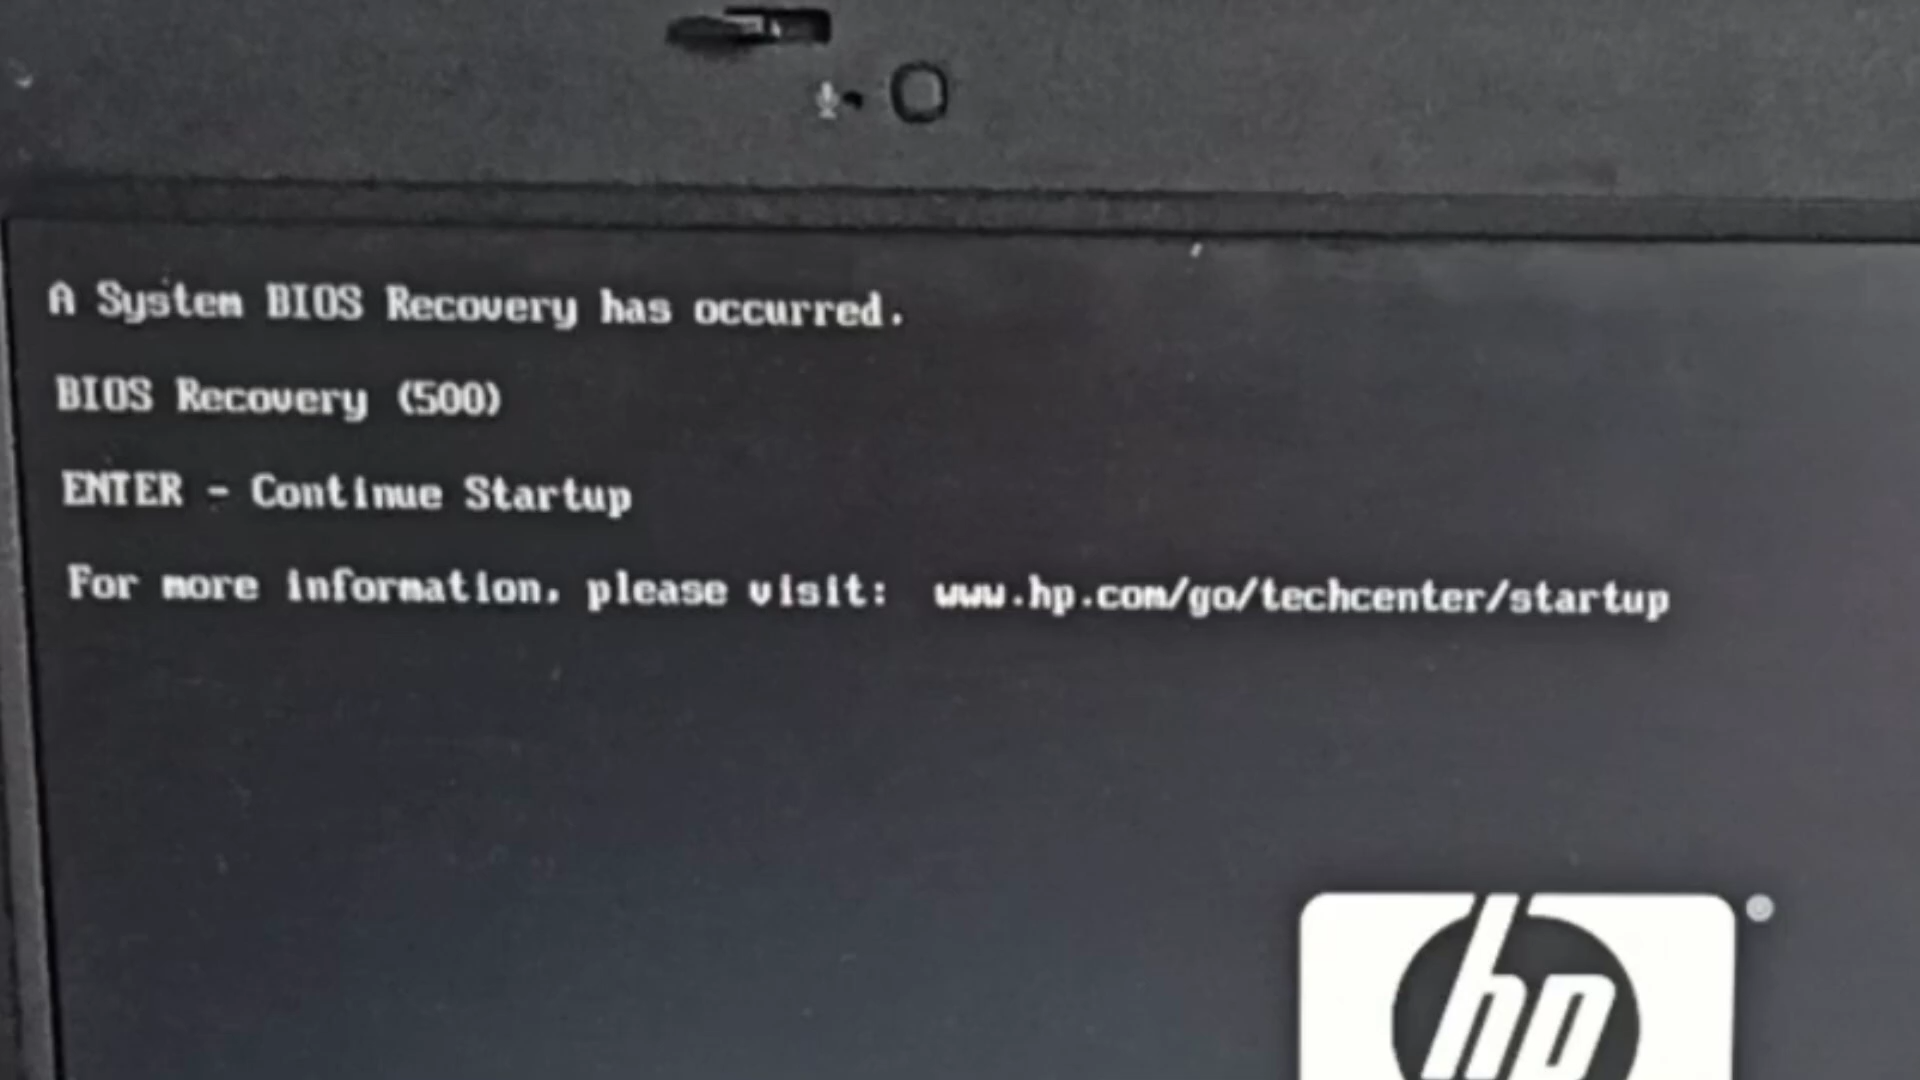 A System BIOS Recovery has occurred.
BIOS Recovery (500)
ENTER - Continue Startup
For more information, please visit: www.hp.com/go/techcenter/startup
hp